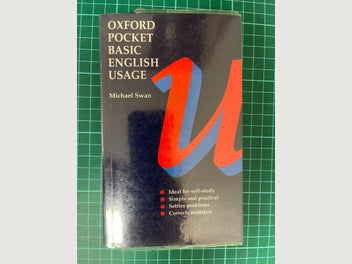 OXFORD
POCKET
BASIC
ENGLISH
USAGE
Michael Swan
U
Ideal for self-study
Simple and practical
Settles problems
Corrects mistakes